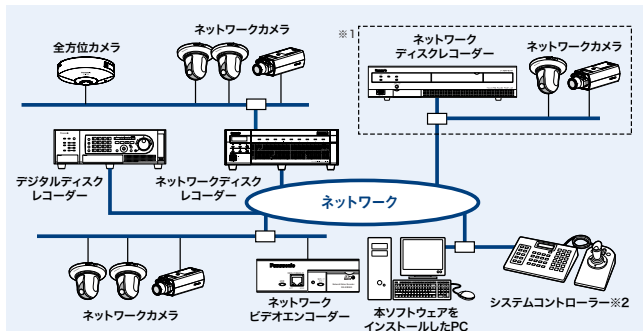 全方位カメラ
ネットワークカメラ
※1
ネットワーク
ディスクレコーダー
ネットワークカメラ
デジタルディスク
レコーダー
ネットワークディスク
レコーダー
ネットワーク
Panasonic
ネットワークカメラ
ネットワーク
ビデオエンコーダー
本ソフトウェアを
インストールしたPC
システムコントローラー※2